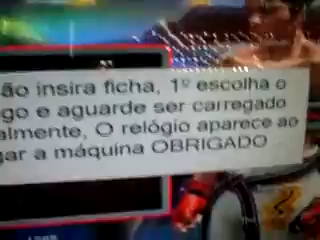 ão insira ficha, 1º escolha o
go e aguarde ser carregado
almente, O relógio aparece ao
gar a máquina OBRIGADO